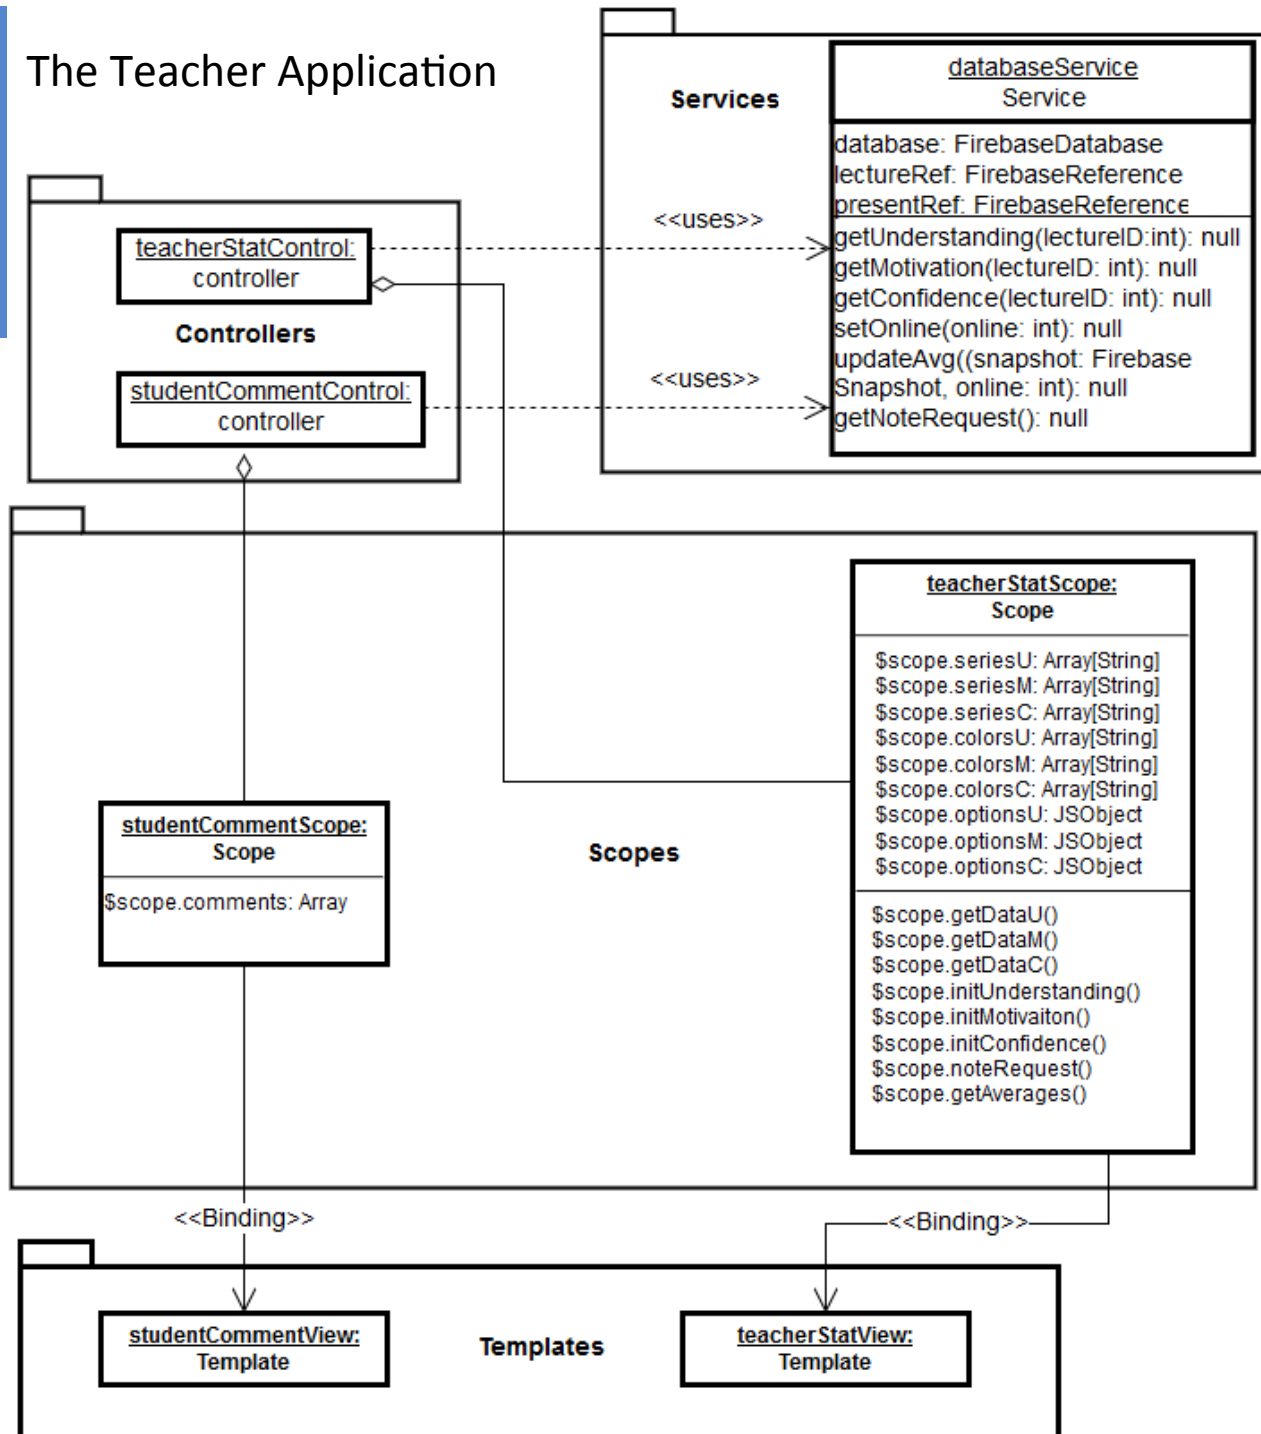 The Teacher Application
Services
databaseService
Service
database: FirebaseDatabase
lectureRef: FirebaseReference
presentRef: FirebaseReference
getUnderstanding(lectureID:int): null
getMotivation(lectureID: int): null
getConfidence(lectureID: int): null
setOnline(online: int): null
updateAvg((snapshot: Firebase
Snapshot, online: int): null
getNoteRequest(): null
<<uses>>
<<uses>>
teacherStatControl:
controller
Controllers
studentCommentControl:
controller
teacherStatScope:
Scope
$scope.seriesU: Array[String]
$scope.seriesM: Array[String]
$scope.seriesC: Array[String]
$scope.colorsU: Array[String]
$scope.colorsM: Array[String]
$scope.colorsC: Array[String]
$scope.optionsU: JSObject
$scope.optionsM: JSObject
$scope.optionsC: JSObject
$scope.getDataU()
$scope.getDataM()
$scope.getDataC()
$scope.initUnderstanding()
$scope.initMotivaiton()
$scope.initConfidence()
$scope.noteRequest()
$scope.getAverages()
studentCommentScope:
Scope
$scope.comments: Array
Scopes
<<Binding>>
<<Binding>>
studentCommentView:
Template
Templates
teacherStatView:
Template